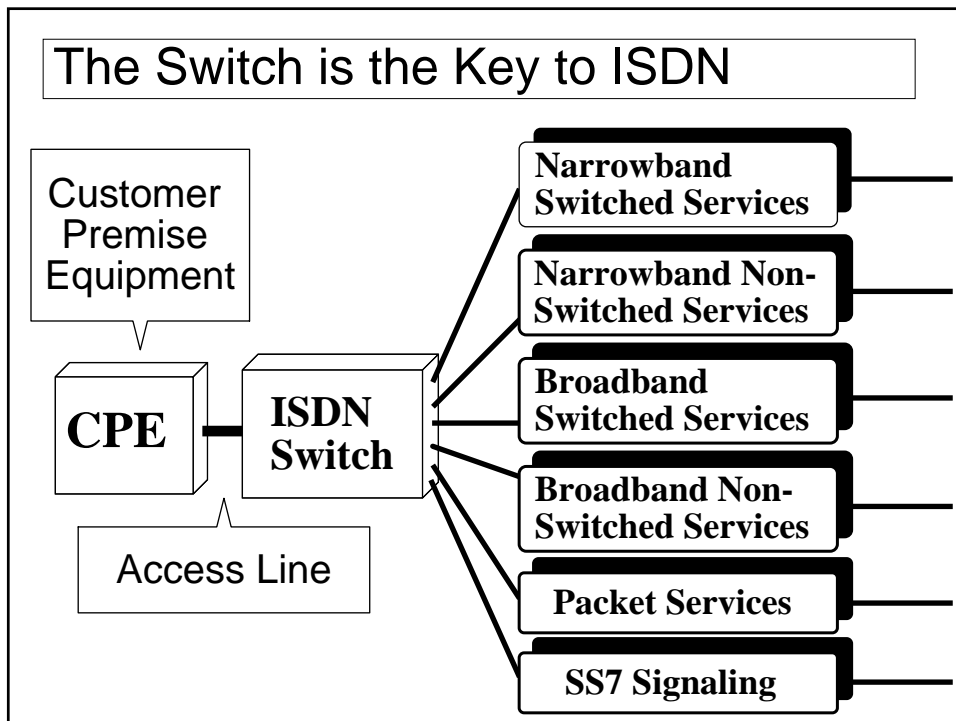 The Switch is the Key to ISDN
Customer
Premise
Equipment
CPE
Access Line
ISDN
Switch
Narrowband
Switched Services
Narrowband Non-
Switched Services
Broadband
Switched Services
Broadband Non-
Switched Services
Packet Services
SS7 Signaling